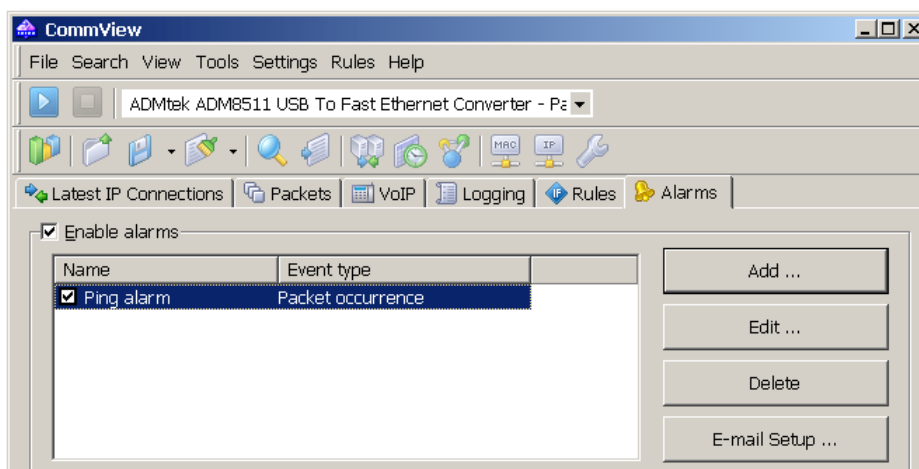 CommView
File Search View Tools Settings Rules Help
ADMtek ADM8511 USB To Fast Ethernet Converter - Pa
MAC IP
Latest IP Connections Packets VoIP Logging IF Rules Alarms
Enable alarms
Name Event type
Ping alarm Packet occurrence
Add ...
Edit ...
Delete
E-mail Setup ...